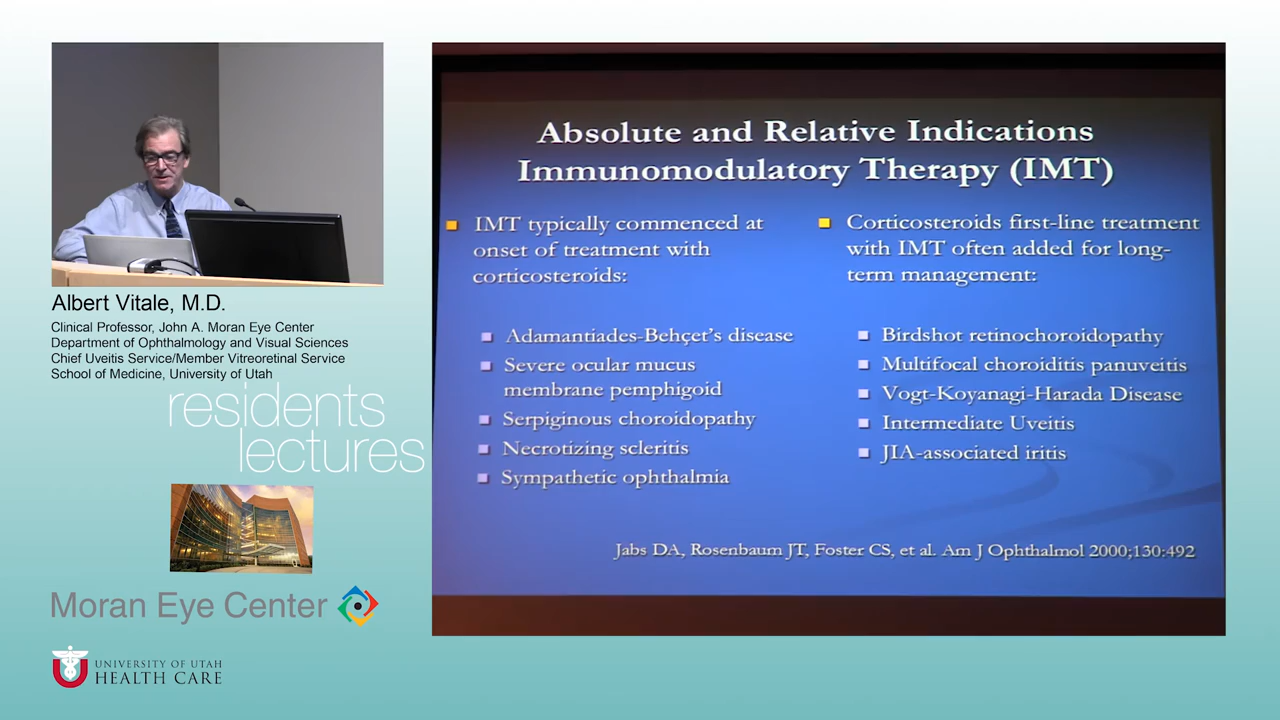 Albert Vitale, M.D.
Clinical Professor, John A. Moran Eye Center
Department of Ophthalmology and Visual Sciences
Chief Uveitis Service/Member Vitreoretinal Service
School of Medicine, University of Utah
residents
lectures
Moran Eye Center
UNIVERSITY OF UTAH
HEALTH CARE
Absolute and Relative Indications
Immunomodulatory Therapy (IMT)
IMT typically commenced at
onset of treatment with
corticosteroids:
Adamantiades-Behçet's disease
Severe ocular mucus
membrane pemphigoid
Serpiginous choroidopathy
Necrotizing scleritis
Sympathetic ophthalmia
Corticosteroids first-line treatment
with IMT often added for long-
term management:
Birdshot retinochoroidopathy
Multifocal choroiditis panuveitis
Vogt-Koyanagi-Harada Disease
Intermediate Uveitis
JIA-associated iritis
Jabs DA, Rosenbaum JT, Foster CS, et al. Am J Ophthalmol 2000;130:492